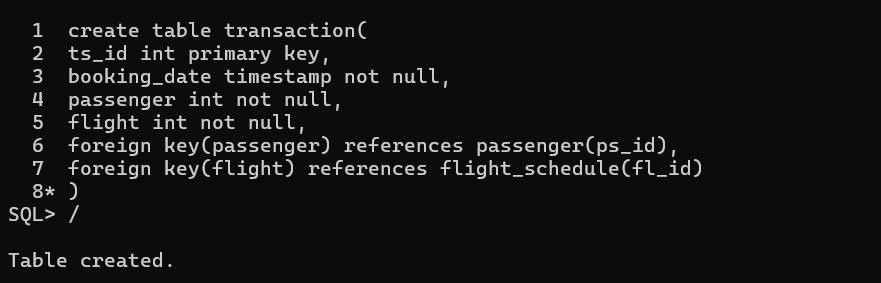 1 create table transaction(
2 ts_id int primary key,
3 booking_date timestamp not null,
4 passenger int not null,
5 flight int not null,
6 foreign key(passenger) references passenger(ps_id),
7 foreign key(flight) references flight_schedule(fl_id)
8* )
SQL> /
Table created.